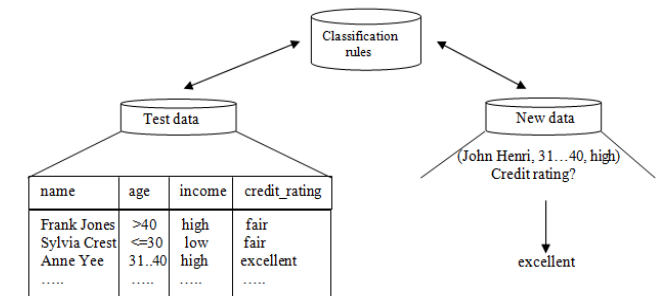 Classification
rules
Test data
New data
(John Henri, 31...40, high)
Credit rating?
excellent
name age income credit_rating
Frank Jones >40 high fair
Sylvia Crest <=30 low fair
Anne Yee 31..40 high excellent
..... ..... ..... .....